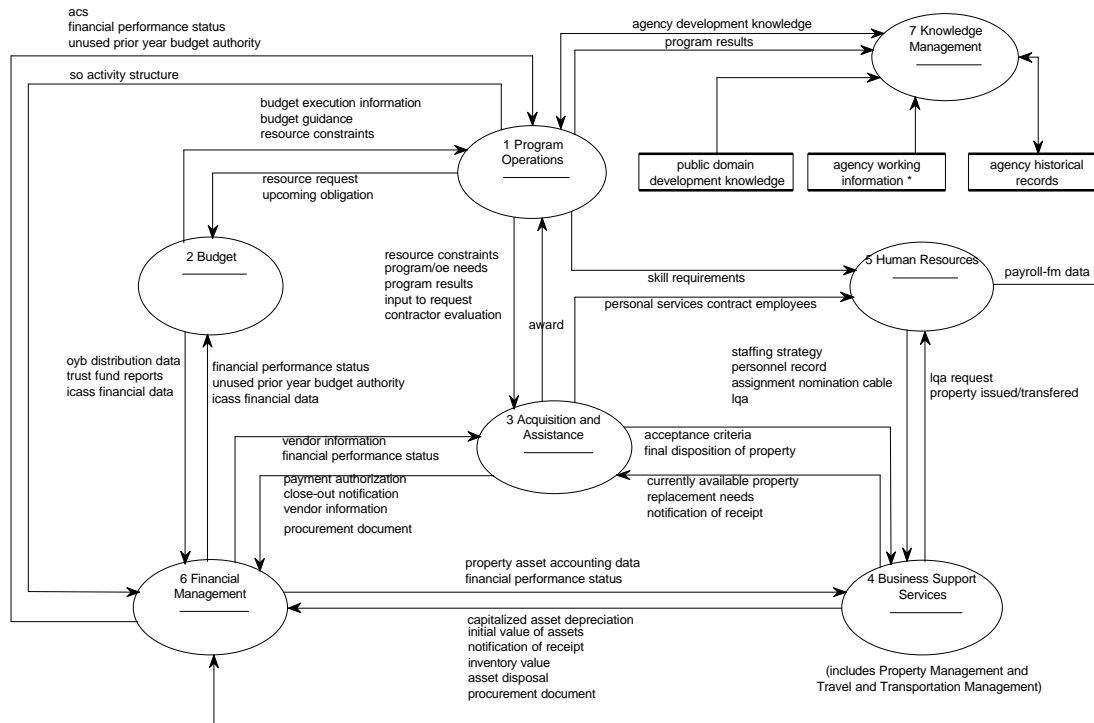 acs
financial performance status
unused prior year budget authority
so activity structure
agency development knowledge
program results
7 Knowledge
Management
budget execution information
budget guidance
resource constraints
1 Program
Operations
public domain
development knowledge
agency working
information *
agency historical
records
resource request
upcoming obligation
2 Budget
resource constraints
program/oe needs
program results
input to request
contractor evaluation
award
skill requirements
personal services contract employees
5 Human Resources
payroll-fm data
oyb distribution data
trust fund reports
icass financial data
financial performance status
unused prior year budget authority
icass financial data
staffing strategy
personnel record
assignment nomination cable
lqa
lqa request
property issued/transfered
3 Acquisition and
Assistance
vendor information
financial performance status
acceptance criteria
final disposition of property
payment authorization
close-out notification
vendor information
procurement document
currently available property
replacement needs
notification of receipt
6 Financial
Management
property asset accounting data
financial performance status
4 Business Support
Services
capitalized asset depreciation
initial value of assets
notification of receipt
inventory value
asset disposal
procurement document
(includes Property Management and
Travel and Transportation Management)